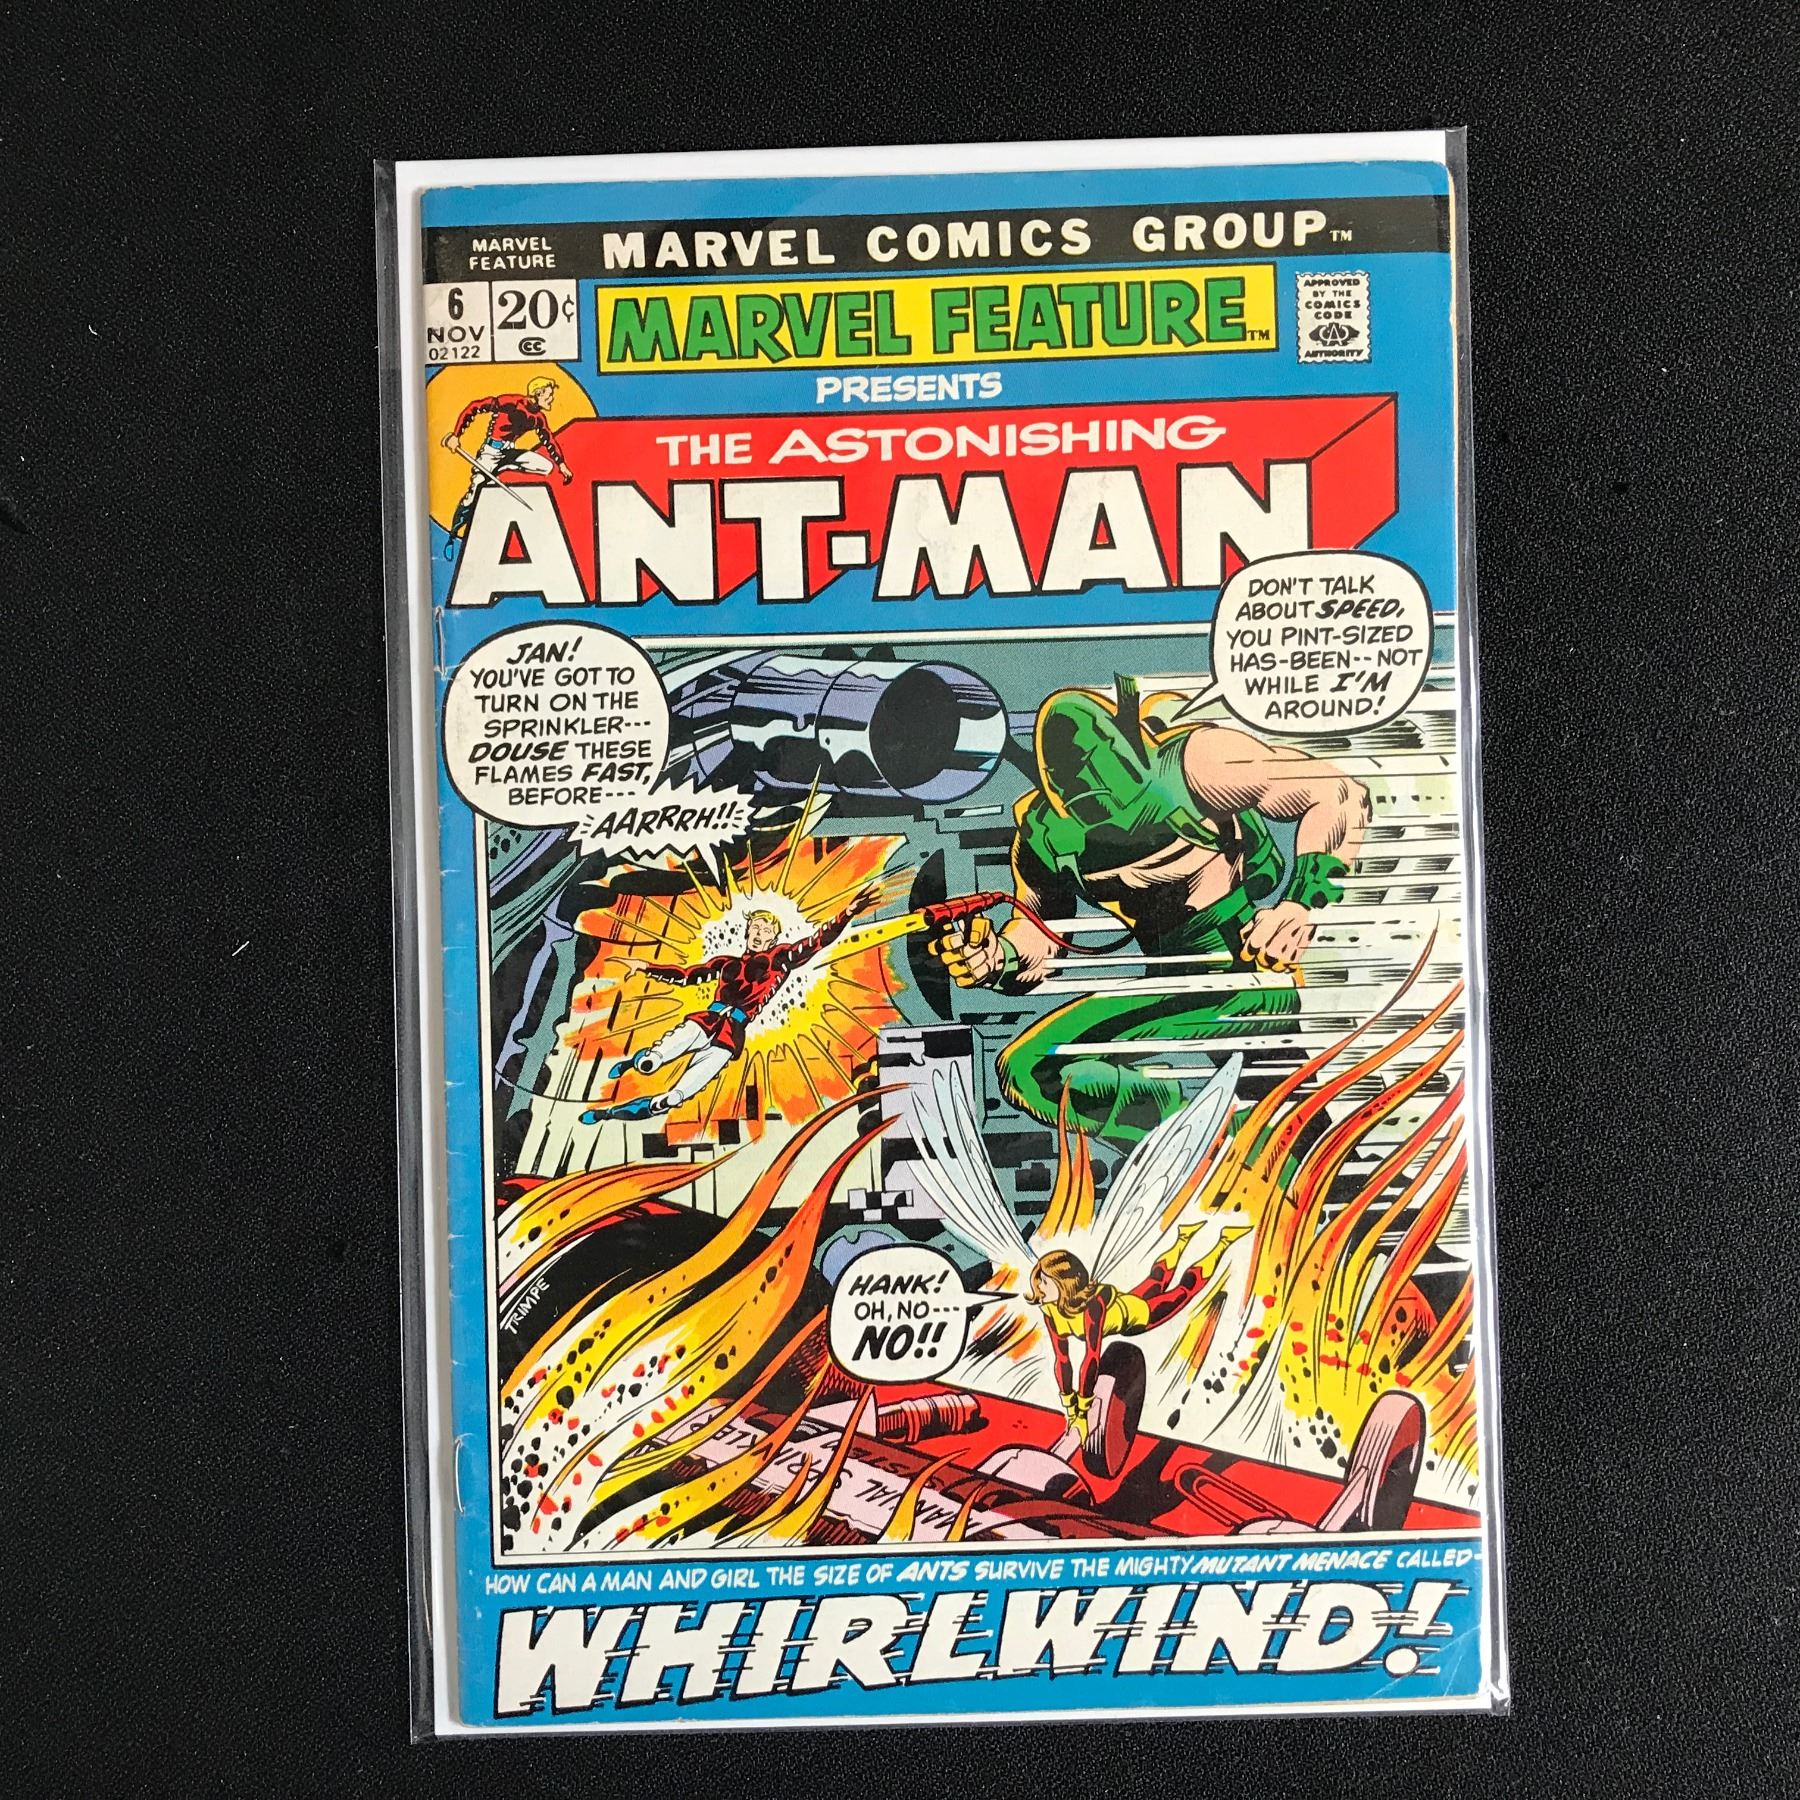 MARVEL
FEATURE
MARVEL COMICS GROUP™
6
NOV
02122
20¢
CC
MARVEL FEATURE™
APPROVED
BY THE
COMICS
CODE
CA
AUTHORITY
PRESENTS
THE ASTONISHING
ANT-MAN
DON'T TALK
ABOUT SPEED,
YOU PINT-SIZED
HAS-BEEN--NOT
WHILE I'M
AROUND!
JAN!
YOU'VE GOT TO
TURN ON THE
SPRINKLER---
DOUSE THESE
FLAMES FAST,
BEFORE---
AARRRH!!
HANK!
OH, NO---
NO!!
TRIMPE
MANUAL SPRINKLER
HOW CAN A MAN AND GIRL THE SIZE OF ANTS SURVIVE THE MIGHTY MUTANT MENACE CALLED-
WHIRLWIND!